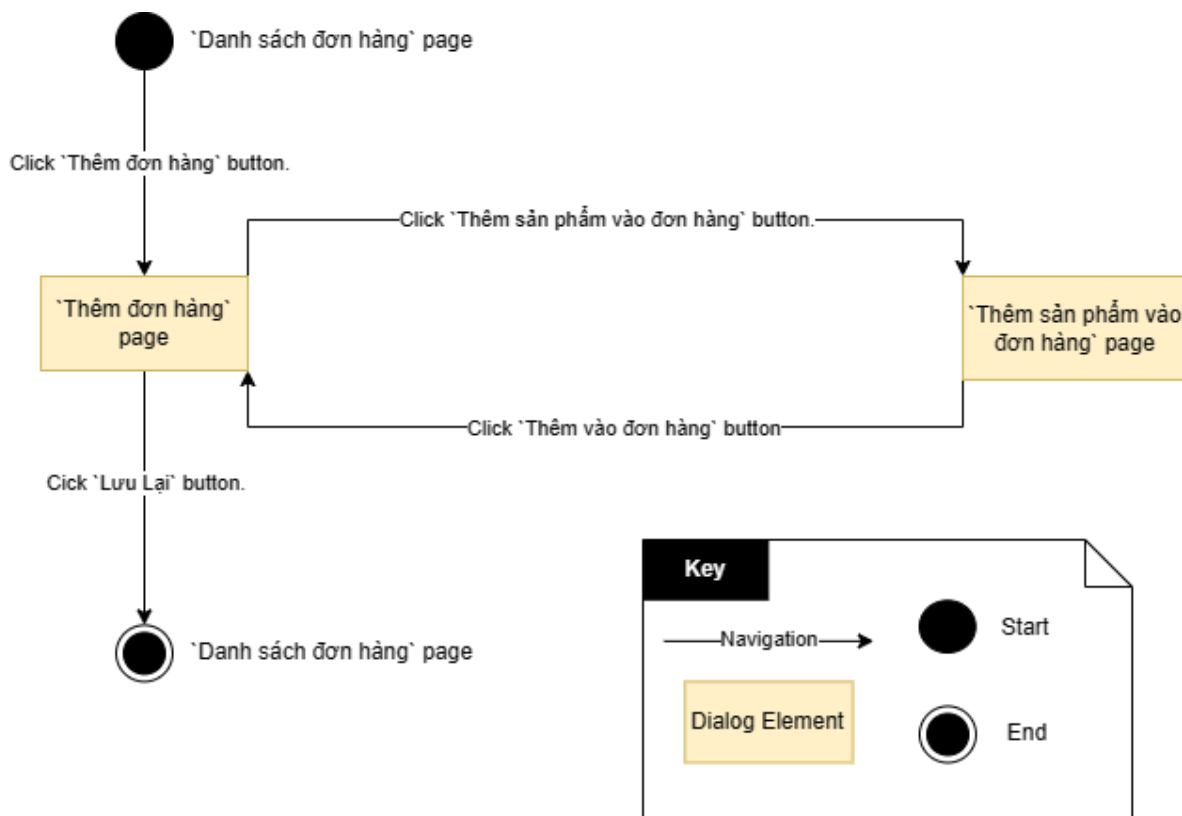 `Danh sách đơn hàng` page
Click `Thêm đơn hàng` button.
Click `Thêm sản phẩm vào đơn hàng` button.
`Thêm đơn hàng`
page
`Thêm sản phẩm vào
đơn hàng` page
Click `Thêm vào đơn hàng` button
Cick `Lưu Lại` button.
`Danh sách đơn hàng` page
Key
Navigation
Start
Dialog Element
End